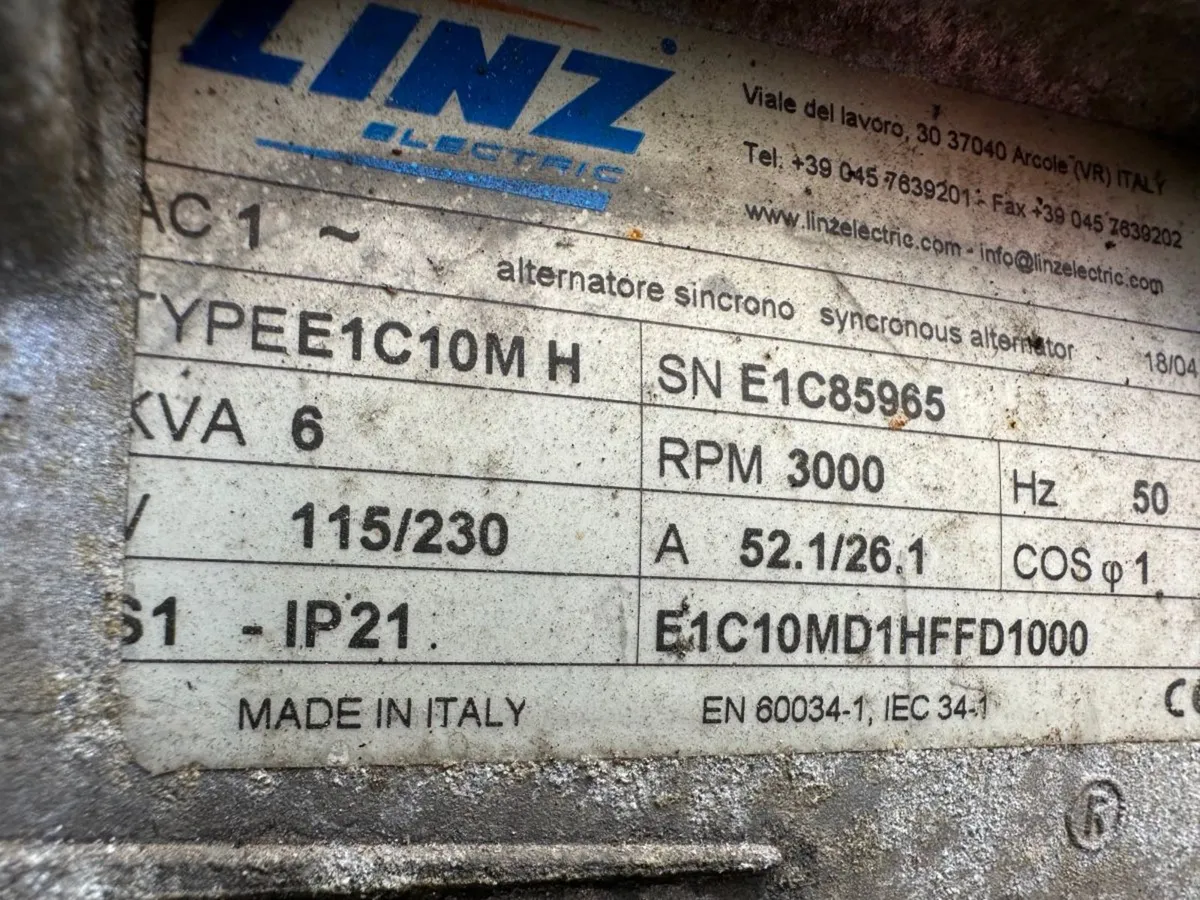 LINZ
ELECTRIC
Viale del lavoro, 30 37040 Arcole (VR) ITALY
Tel. +39 045 7639201 - Fax +39 045 7639202
www.linzelectric.com - info@linzelectric.com
AC 1 ~
alternatore sincrono syncronous alternator 18/04
TYPE E1C10M H SN E1C85965
KVA 6 RPM 3000 Hz 50
V 115/230 A 52.1/26.1 COS φ 1
S1 - IP21. E1C10MD1HFFD1000
MADE IN ITALY EN 60034-1, IEC 34-1 CE
R